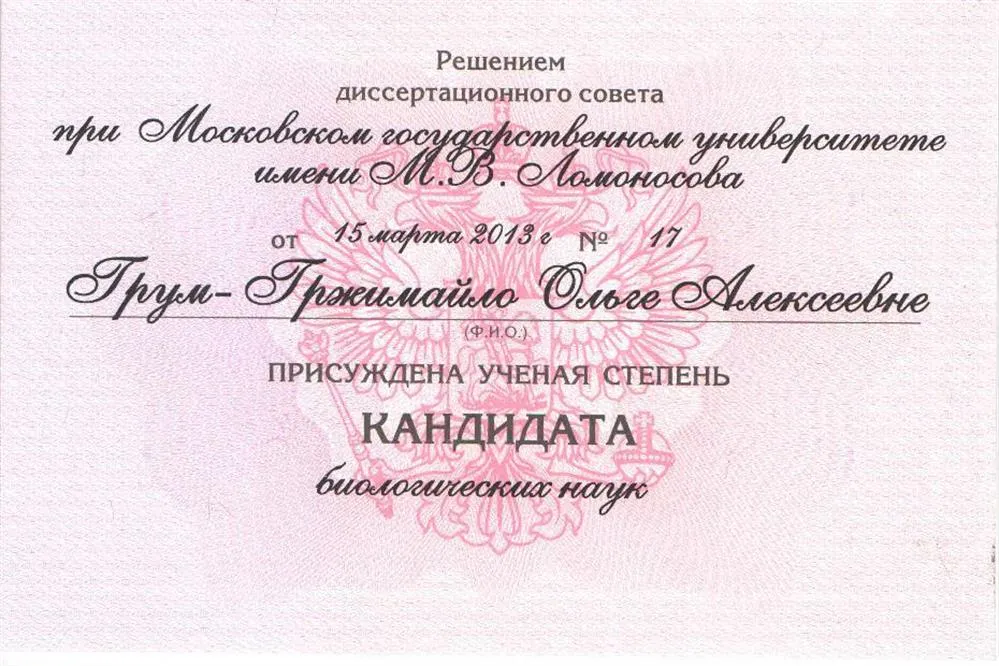 Решением
диссертационного совета
при Московском государственном университете
имени М.В. Ломоносова
от 15 марта 2013 г № 17
Грум- Гржимайло Ольге Алексеевне
(Ф.И.О.)
ПРИСУЖДЕНА УЧЕНАЯ СТЕПЕНЬ
КАНДИДАТА
биологических наук